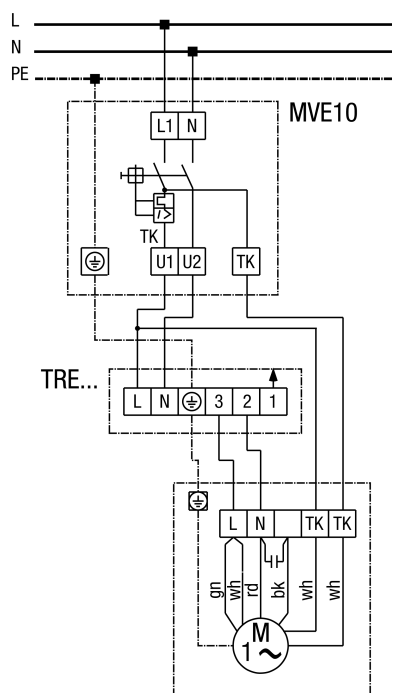 L
N
PE
MVE10
L1 N
I>
TK
U1 U2 TK
TRE...
L N 3 2 1
L N TK TK
gn wh rd bk wh wh
M
1~